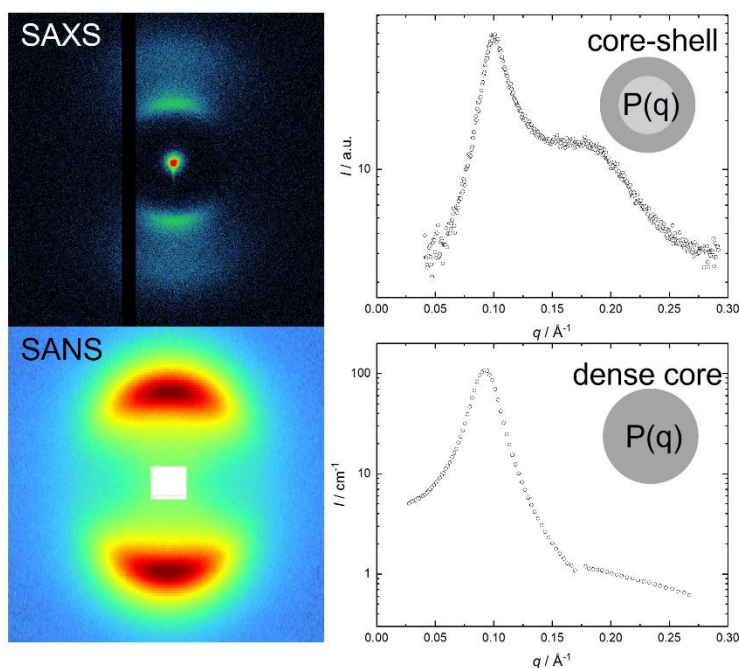 SAXS
core-shell
P(q)
I / a.u.
10
0.00 0.05 0.10 0.15 0.20 0.25 0.30
q / Å⁻¹
SANS
dense core
P(q)
I / cm⁻¹
100
10
1
0.00 0.05 0.10 0.15 0.20 0.25 0.30
q / Å⁻¹